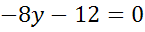 −8y − 12 = 0